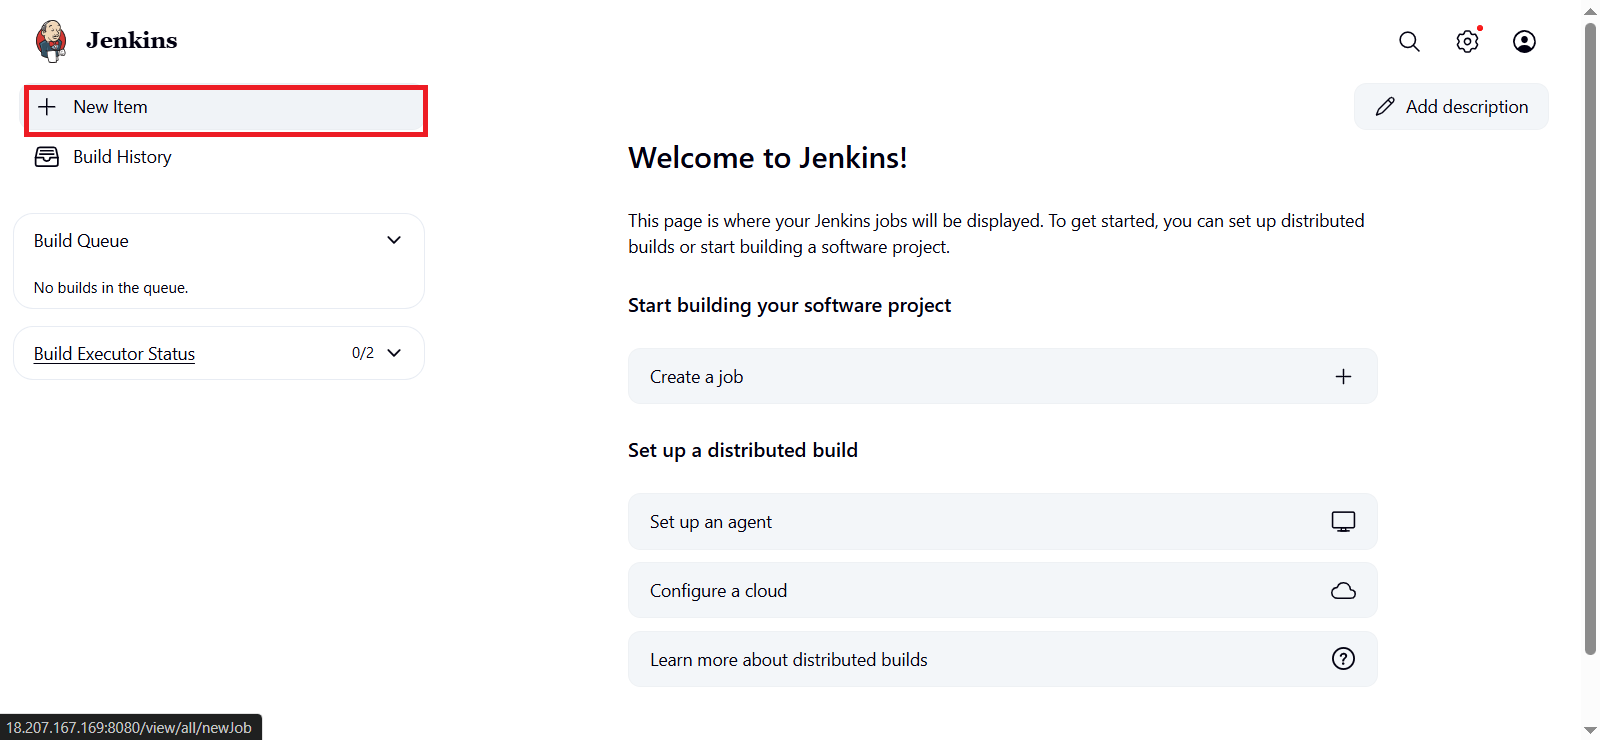 Jenkins
New Item
Add description
Build History
Welcome to Jenkins!
This page is where your Jenkins jobs will be displayed. To get started, you can set up distributed
builds or start building a software project.
Build Queue
No builds in the queue.
Start building your software project
Build Executor Status 0/2
Create a job
Set up a distributed build
Set up an agent
Configure a cloud
Learn more about distributed builds
18.207.167.169:8080/view/all/newJob